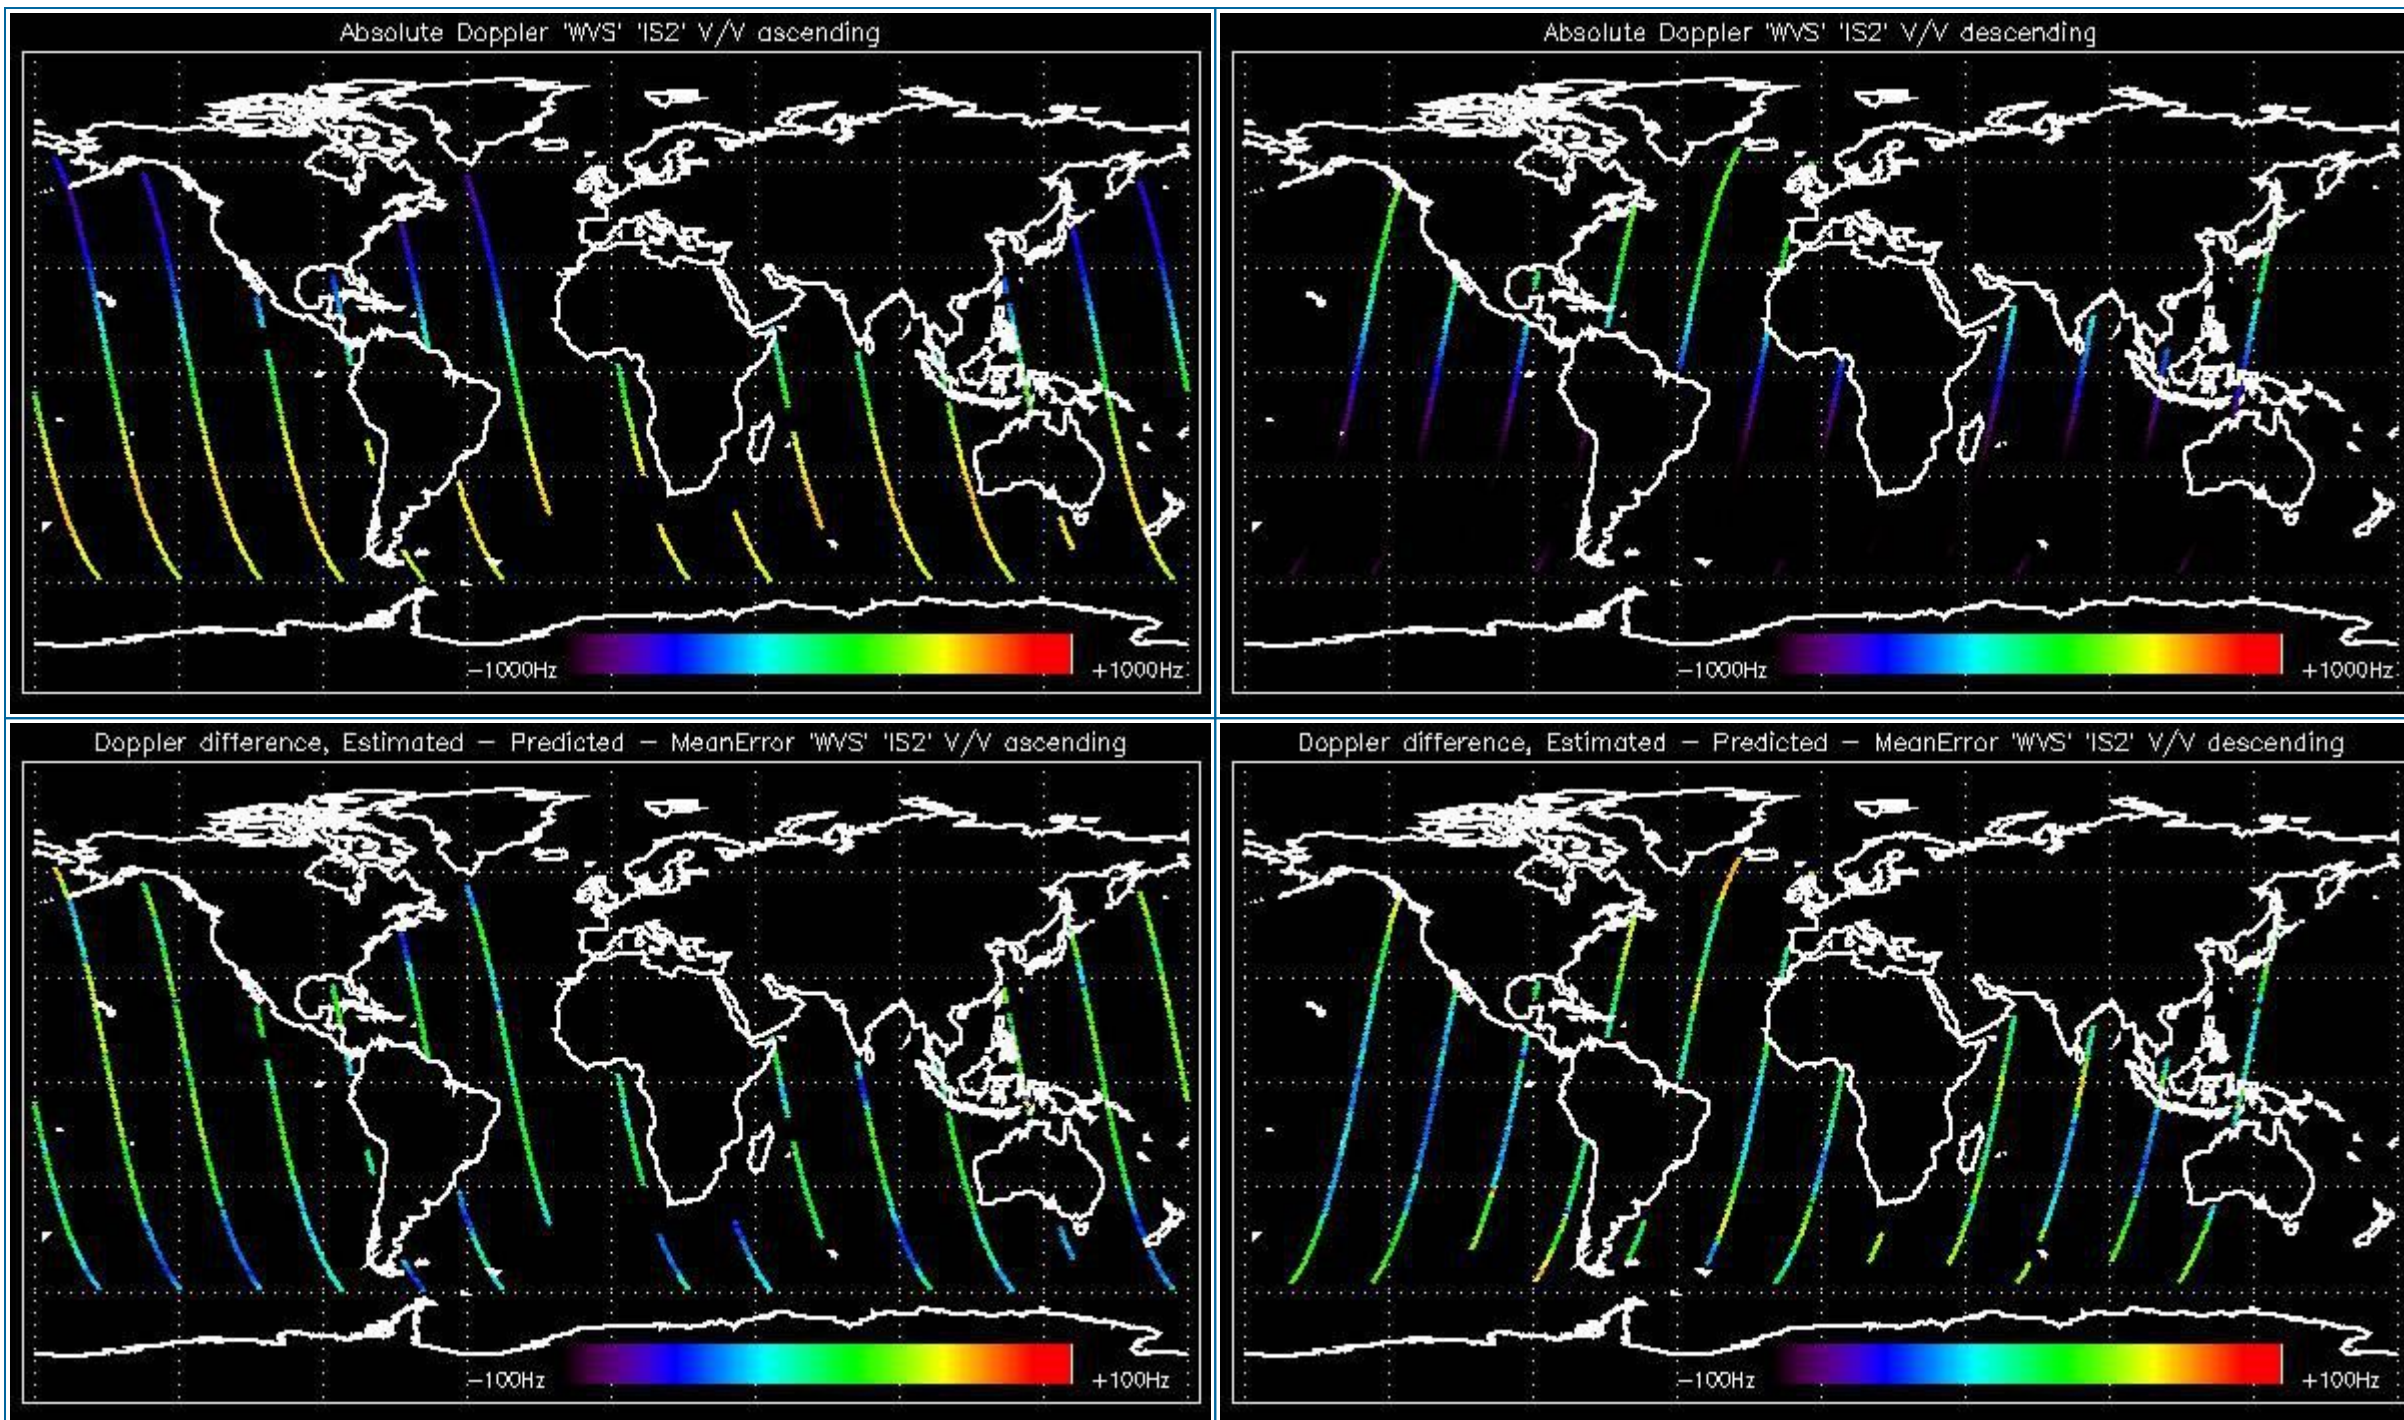 Absolute Doppler 'WVS' 'IS2' V/V ascending
-1000Hz
+1000Hz
Absolute Doppler 'WVS' 'IS2' V/V descending
-1000Hz
+1000Hz
Doppler difference, Estimated - Predicted - MeanError 'WVS' 'IS2' V/V ascending
-100Hz
+100Hz
Doppler difference, Estimated - Predicted - MeanError 'WVS' 'IS2' V/V descending
-100Hz
+100Hz